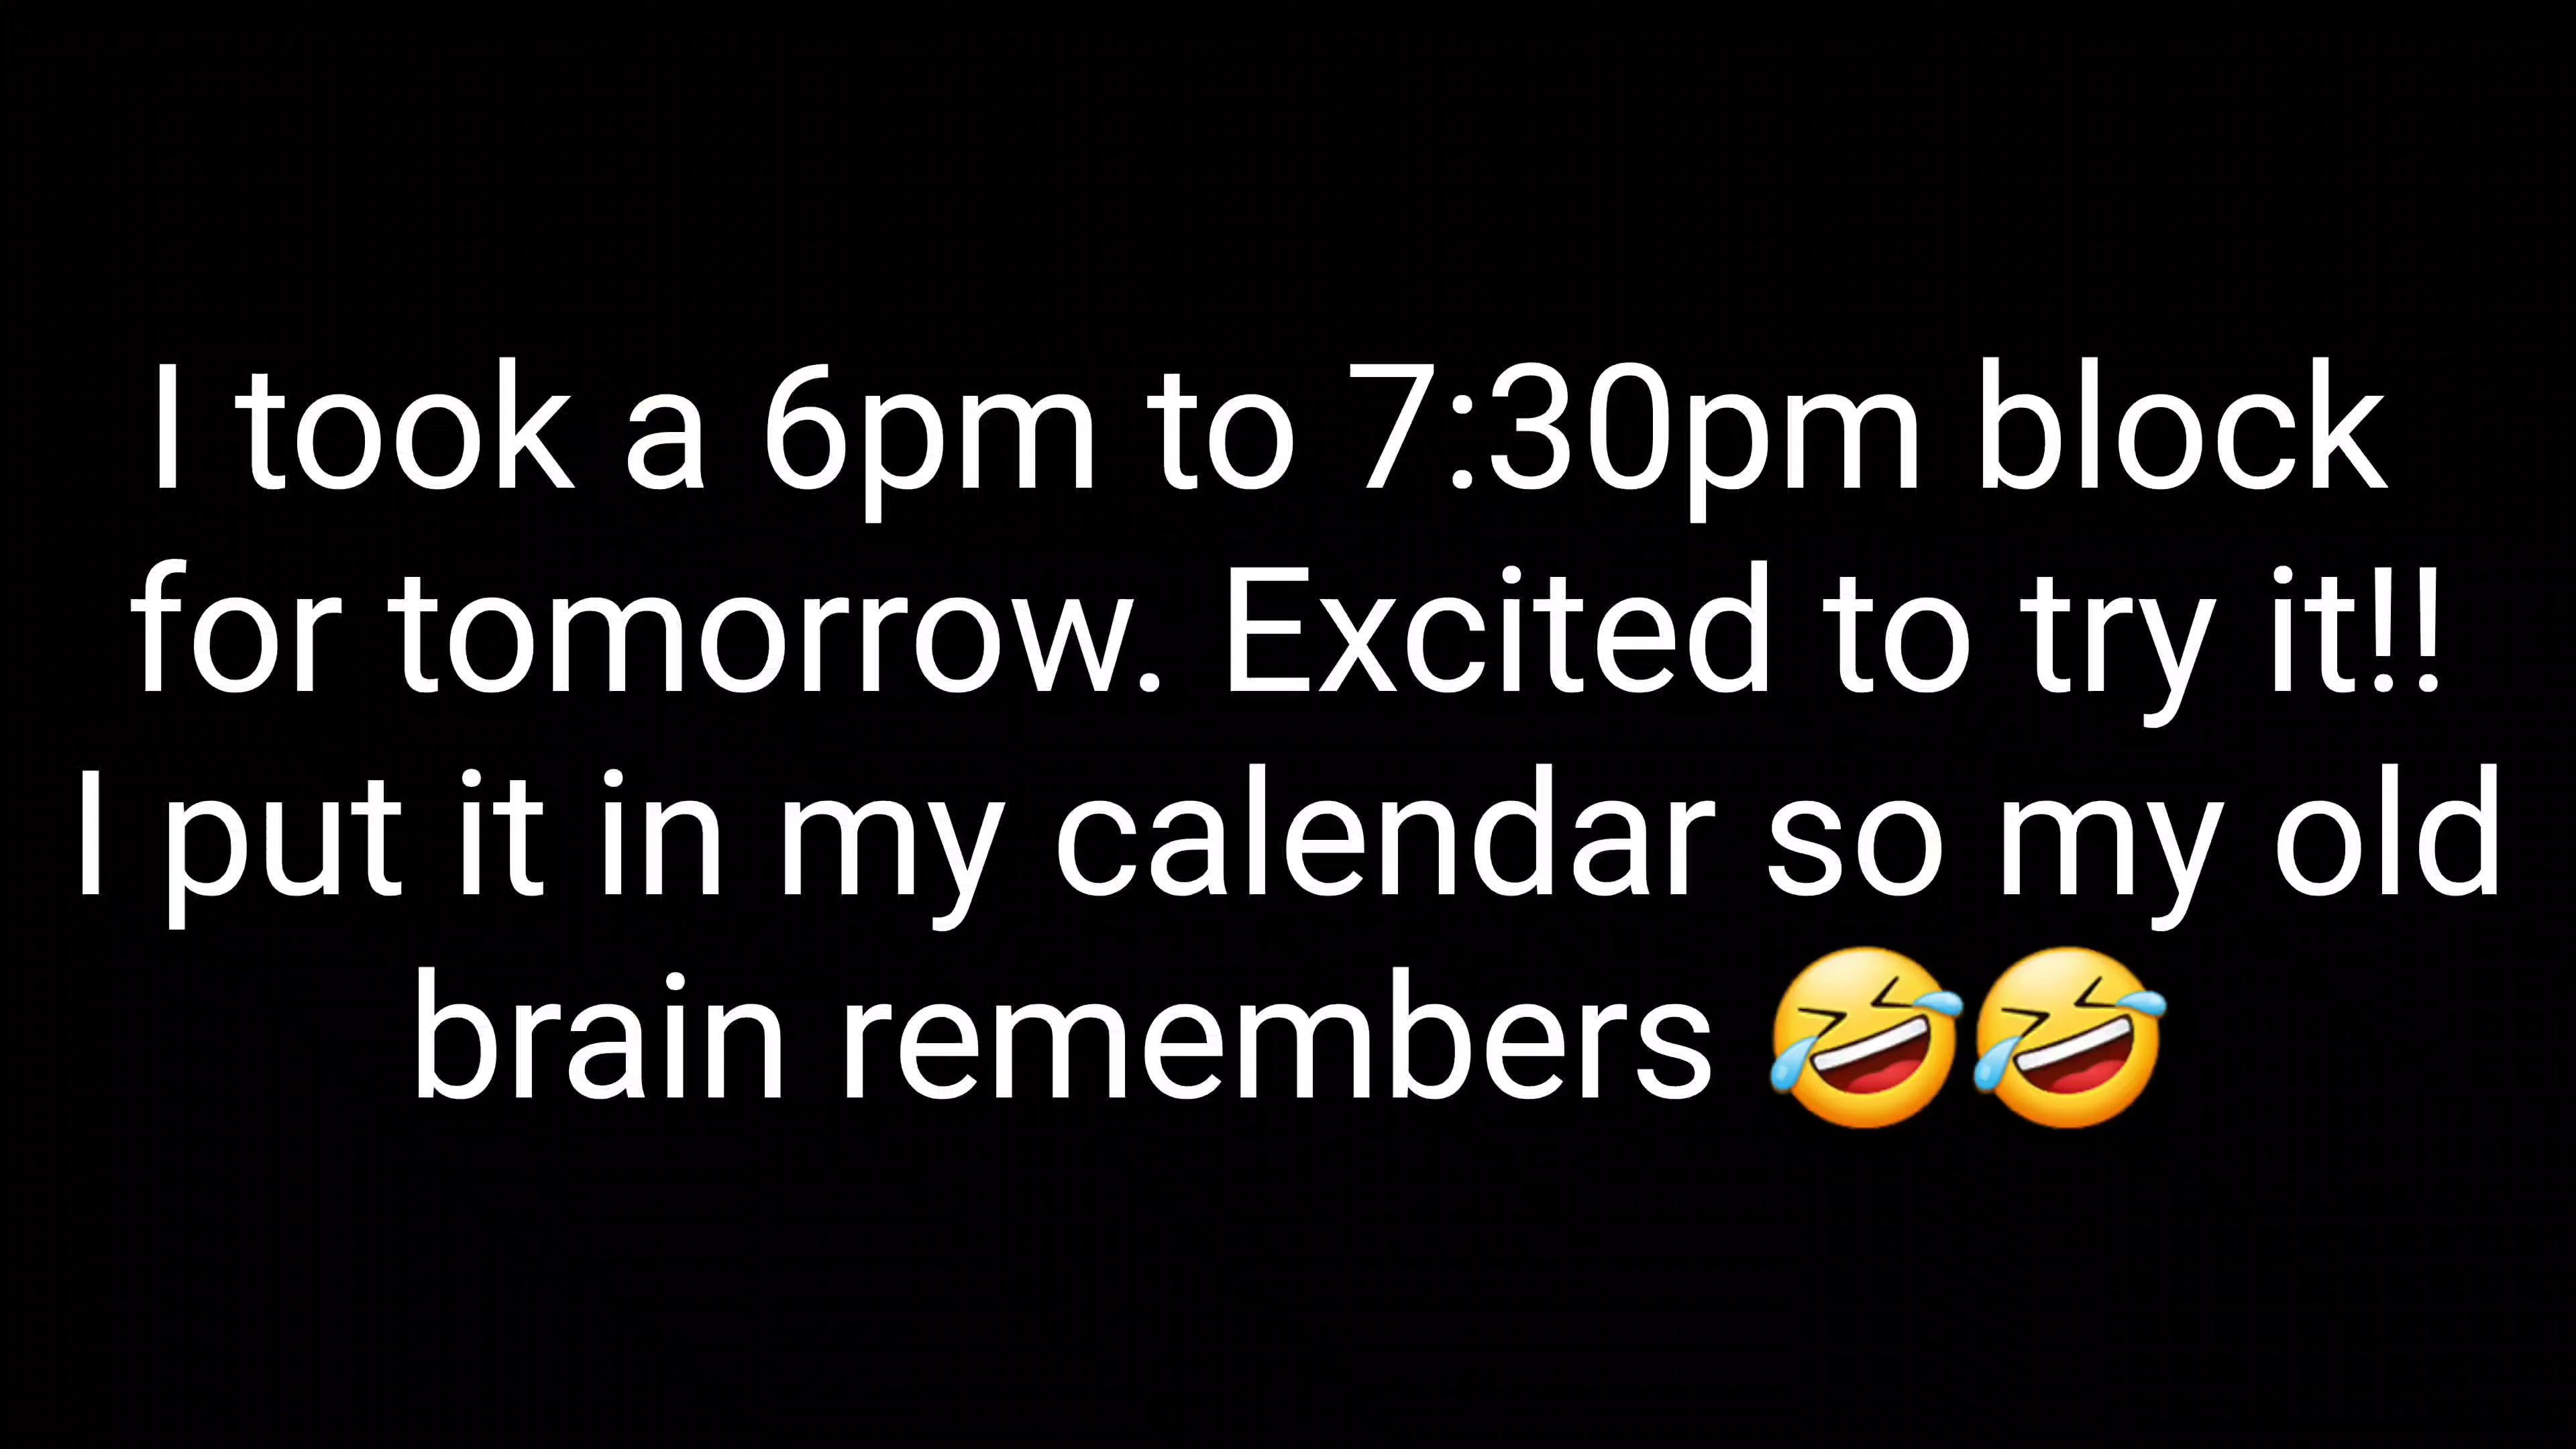 I took a 6pm to 7:30pm block
for tomorrow. Excited to try it!!
I put it in my calendar so my old
brain remembers 🤣🤣